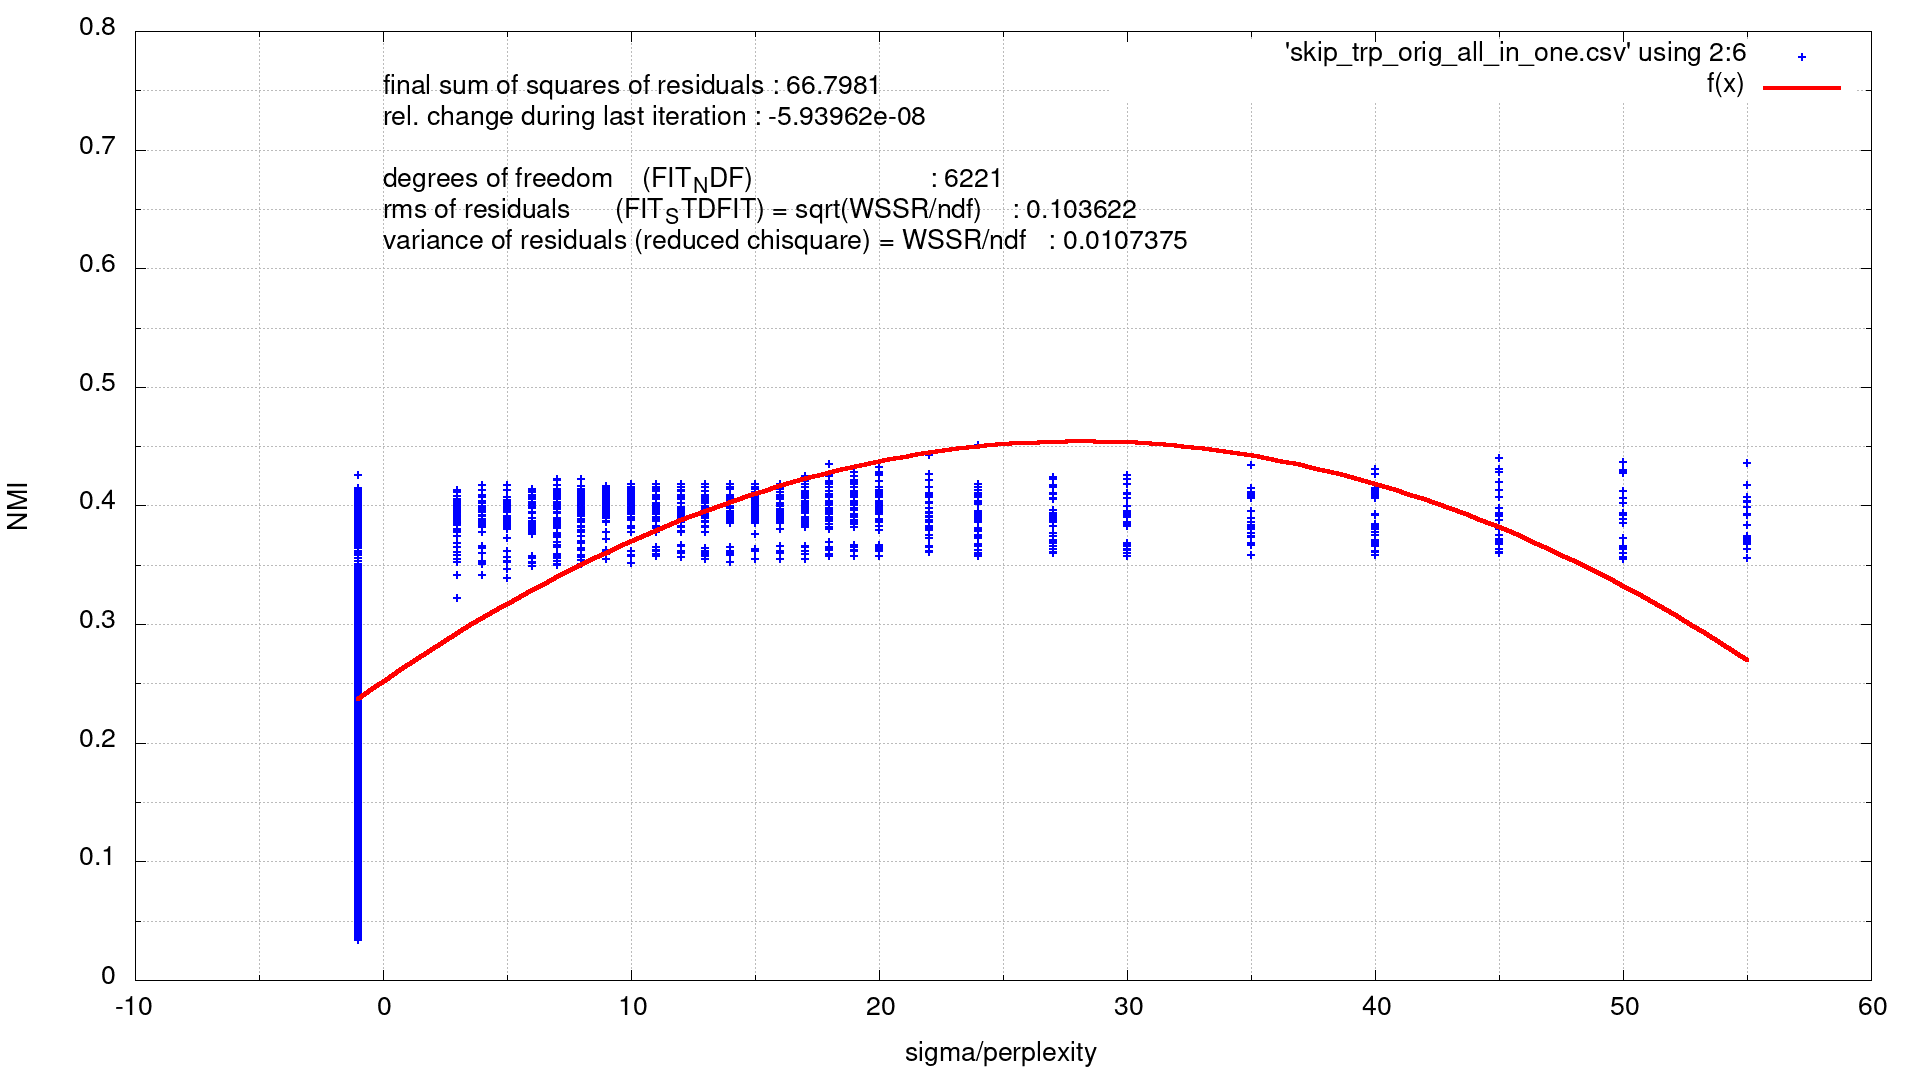 'skip_trp_orig_all_in_one.csv' using 2:6
f(x)
final sum of squares of residuals : 66.7981
rel. change during last iteration : -5.93962e-08
degrees of freedom (FIT_NDF) : 6221
rms of residuals (FIT_STDFIT) = sqrt(WSSR/ndf) : 0.103622
variance of residuals (reduced chisquare) = WSSR/ndf : 0.0107375
0.8
0.7
0.6
0.5
0.4
0.3
0.2
0.1
0
NMI
-10 0 10 20 30 40 50 60
sigma/perplexity